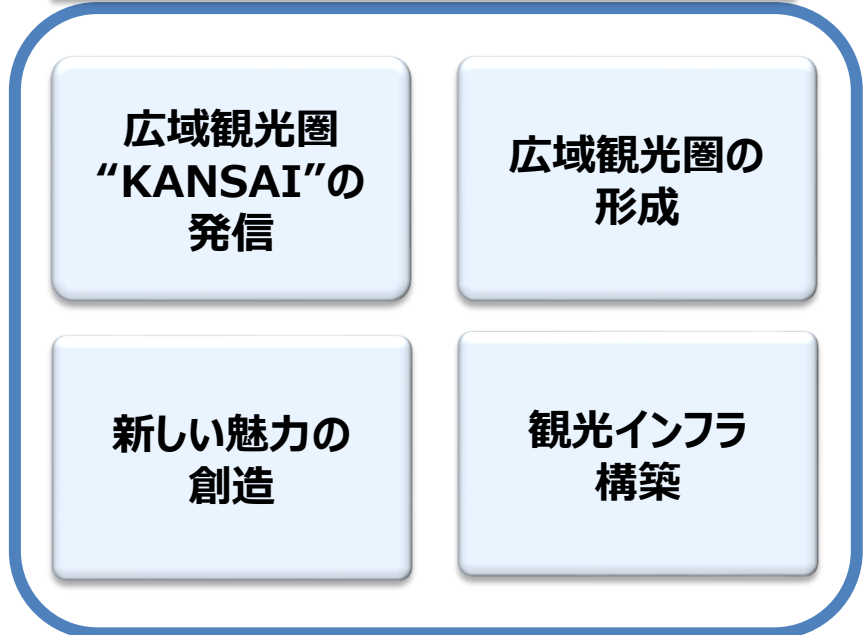 広域観光圏
“KANSAI”の
発信
広域観光圏の
形成
新しい魅力の
創造
観光インフラ
構築